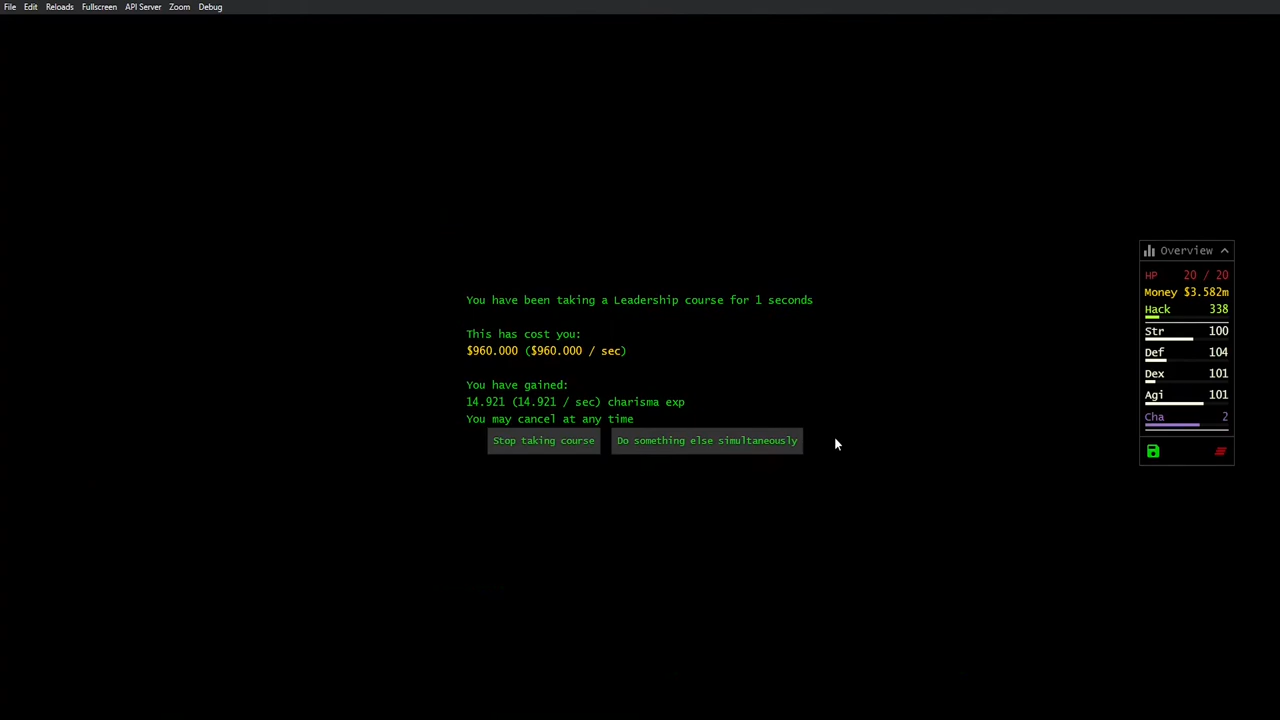 File Edit Reloads Fullscreen API Server Zoom Debug
You have been taking a Leadership course for 1 seconds
This has cost you:
$960.000 ($960.000 / sec)
You have gained:
14.921 (14.921 / sec) charisma exp
You may cancel at any time
Stop taking course Do something else simultaneously
Overview
HP 20 / 20
Money $3.582m
Hack 338
Str 100
Def 104
Dex 101
Agi 101
Cha 2